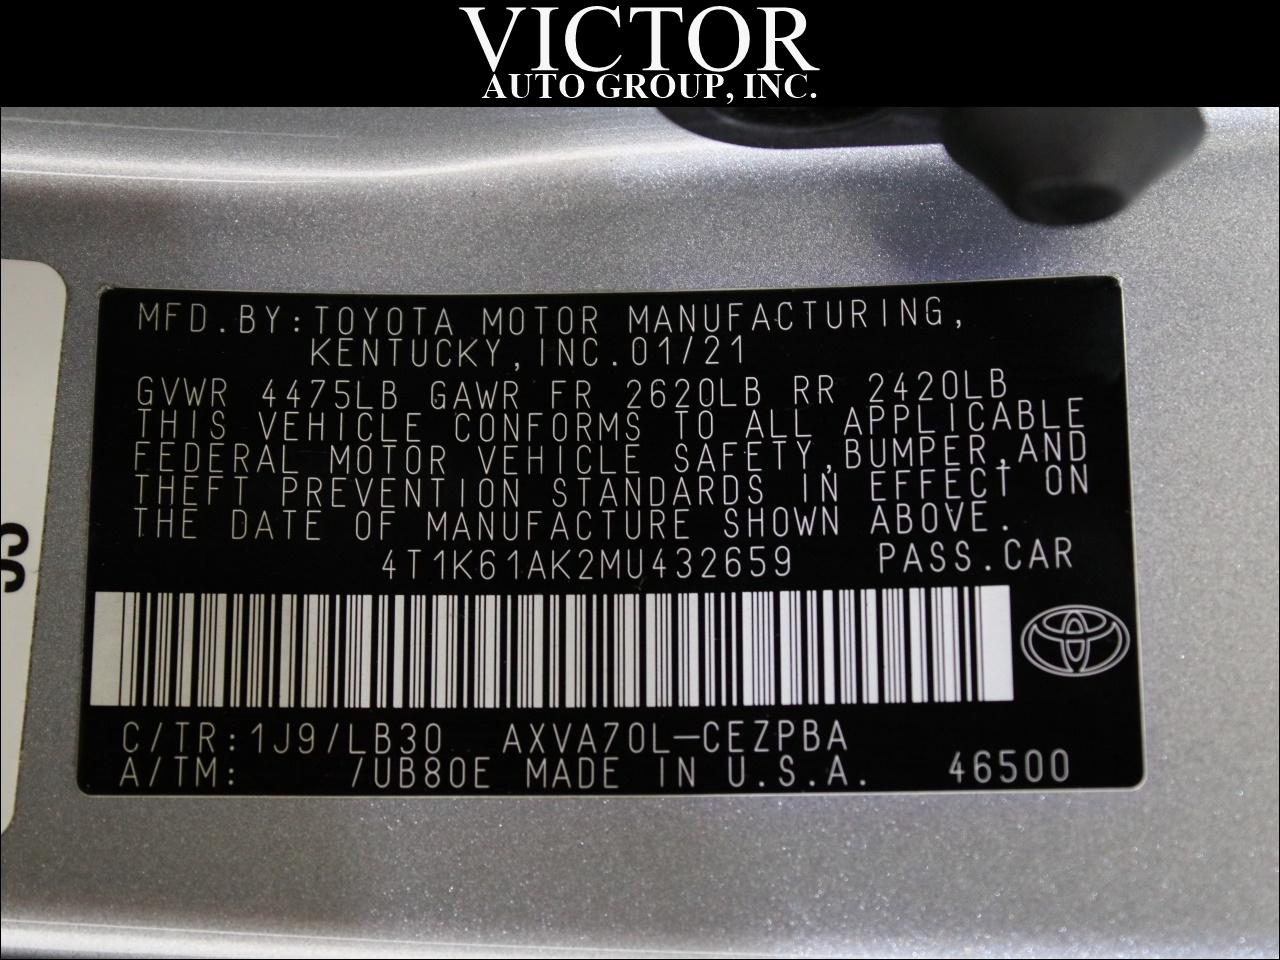 VICTOR
AUTO GROUP, INC.
MFD.BY:TOYOTA MOTOR MANUFACTURING,
KENTUCKY,INC.01/21
GVWR 4475LB GAWR FR 2620LB RR 2420LB
THIS VEHICLE CONFORMS TO ALL APPLICABLE
FEDERAL MOTOR VEHICLE SAFETY,BUMPER,AND
THEFT PREVENTION STANDARDS IN EFFECT ON
THE DATE OF MANUFACTURE SHOWN ABOVE.
4T1K61AK2MU432659 PASS.CAR
C/TR:1J9/LB30 AXVA70L-CEZPBA
A/TM: /UB80E MADE IN U.S.A. 46500